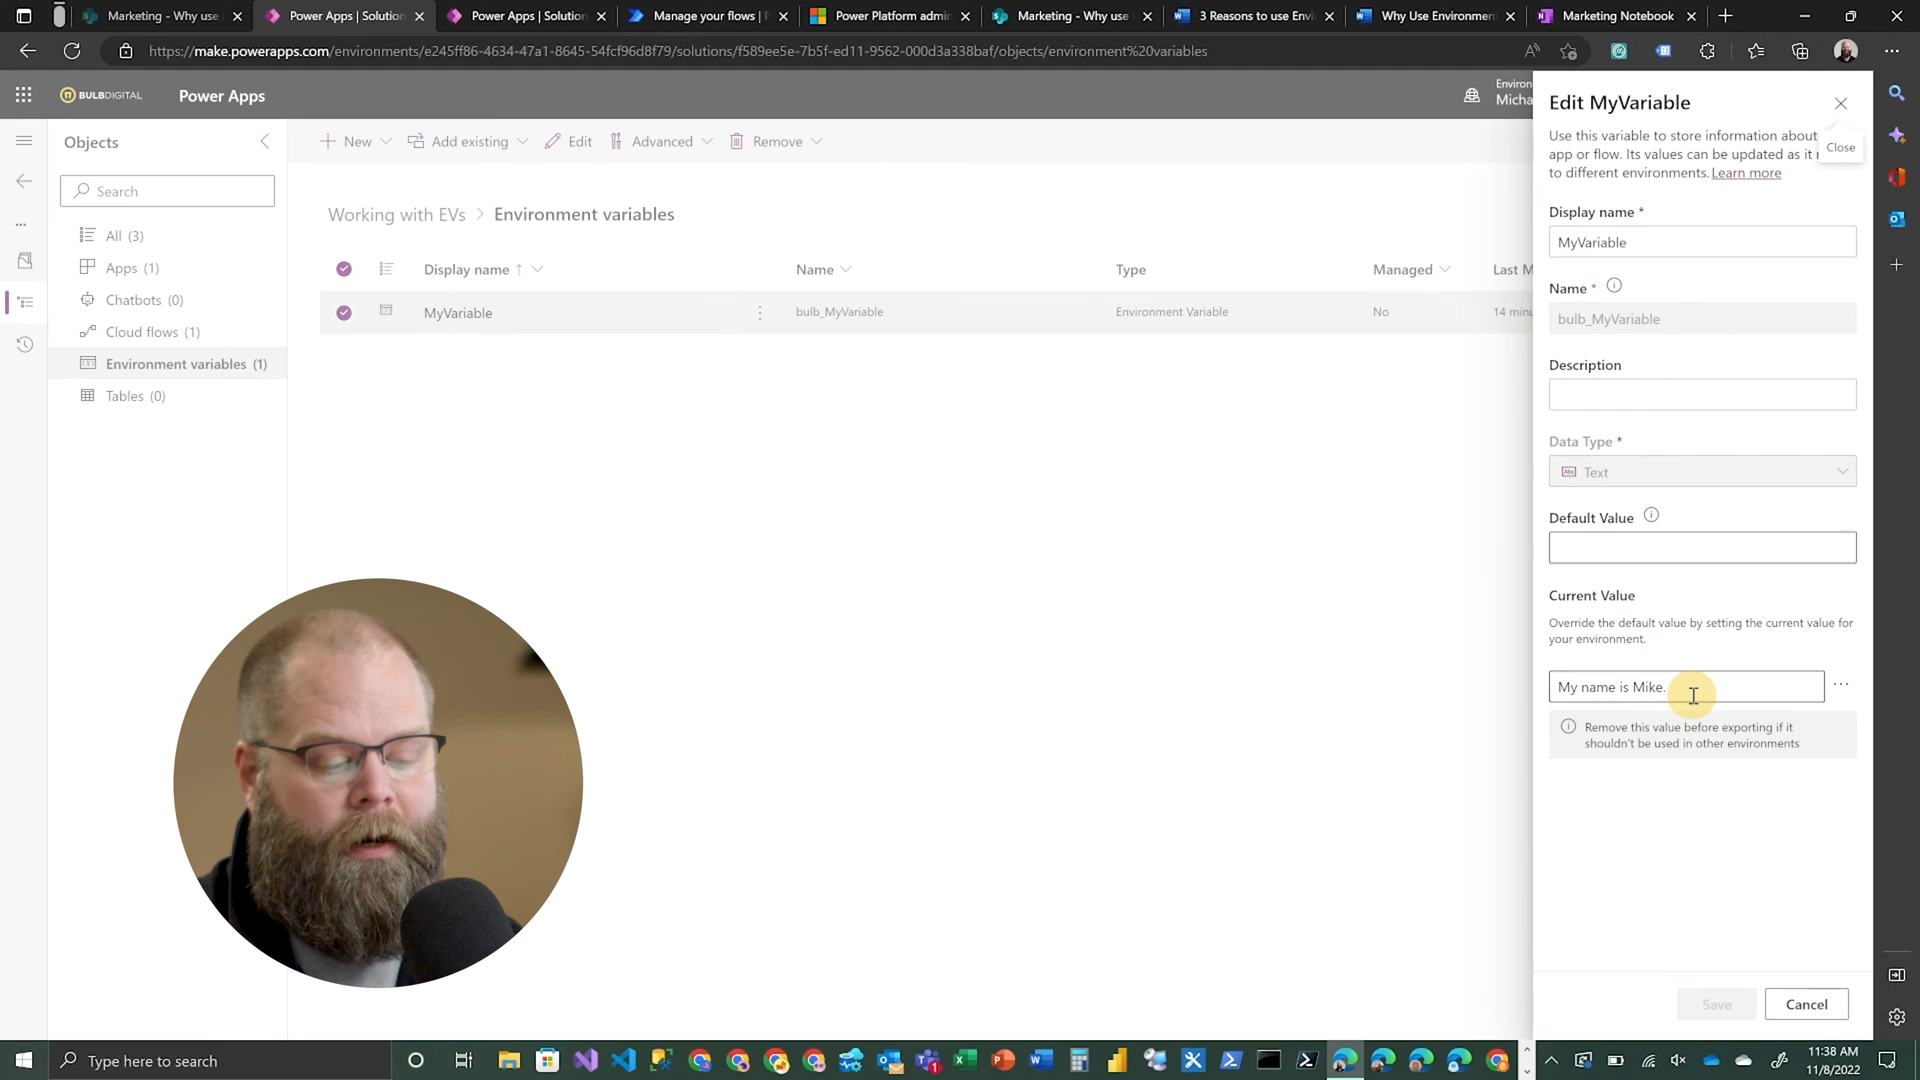 Marketing - Why use
Power Apps | Solution
Power Apps | Solution
Manage your flows | P
Power Platform admin
Marketing - Why use
3 Reasons to use Envi
Why Use Environmen
Marketing Notebook
https://make.powerapps.com/environments/e245ff86-4634-47a1-8645-54fcf96d8f79/solutions/f589ee5e-7b5f-ed11-9562-000d3a338baf/objects/environment%20variables
BULBDIGITAL
Power Apps
Environ
Micha
Objects
New
Add existing
Edit
Advanced
Remove
Search
All (3)
Apps (1)
Chatbots (0)
Cloud flows (1)
Environment variables (1)
Tables (0)
Working with EVs > Environment variables
Display name ↑
Name
Type
Managed
Last M
MyVariable
bulb_MyVariable
Environment Variable
No
14 minu
Edit MyVariable
Close
Use this variable to store information about
app or flow. Its values can be updated as it
to different environments. Learn more
Display name *
MyVariable
Name *
bulb_MyVariable
Description
Data Type *
Abc Text
Default Value
Current Value
Override the default value by setting the current value for
your environment.
My name is Mike.
Remove this value before exporting if it
shouldn't be used in other environments
Save
Cancel
Type here to search
11:38 AM
11/8/2022